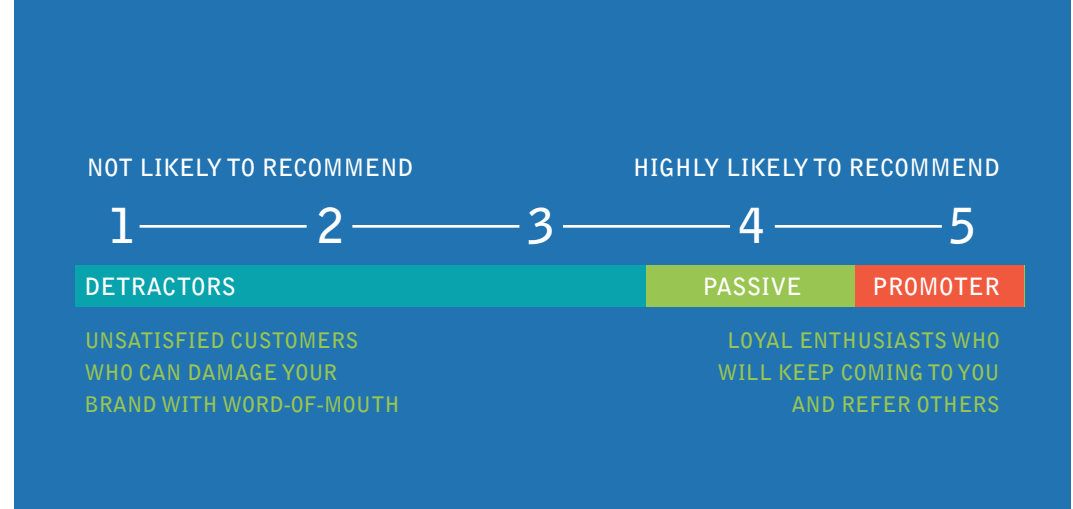 NOT LIKELY TO RECOMMEND HIGHLY LIKELY TO RECOMMEND
1 2 3 4 5
DETRACTORS PASSIVE PROMOTER
UNSATISFIED CUSTOMERS
WHO CAN DAMAGE YOUR
BRAND WITH WORD-OF-MOUTH
LOYAL ENTHUSIASTS WHO
WILL KEEP COMING TO YOU
AND REFER OTHERS